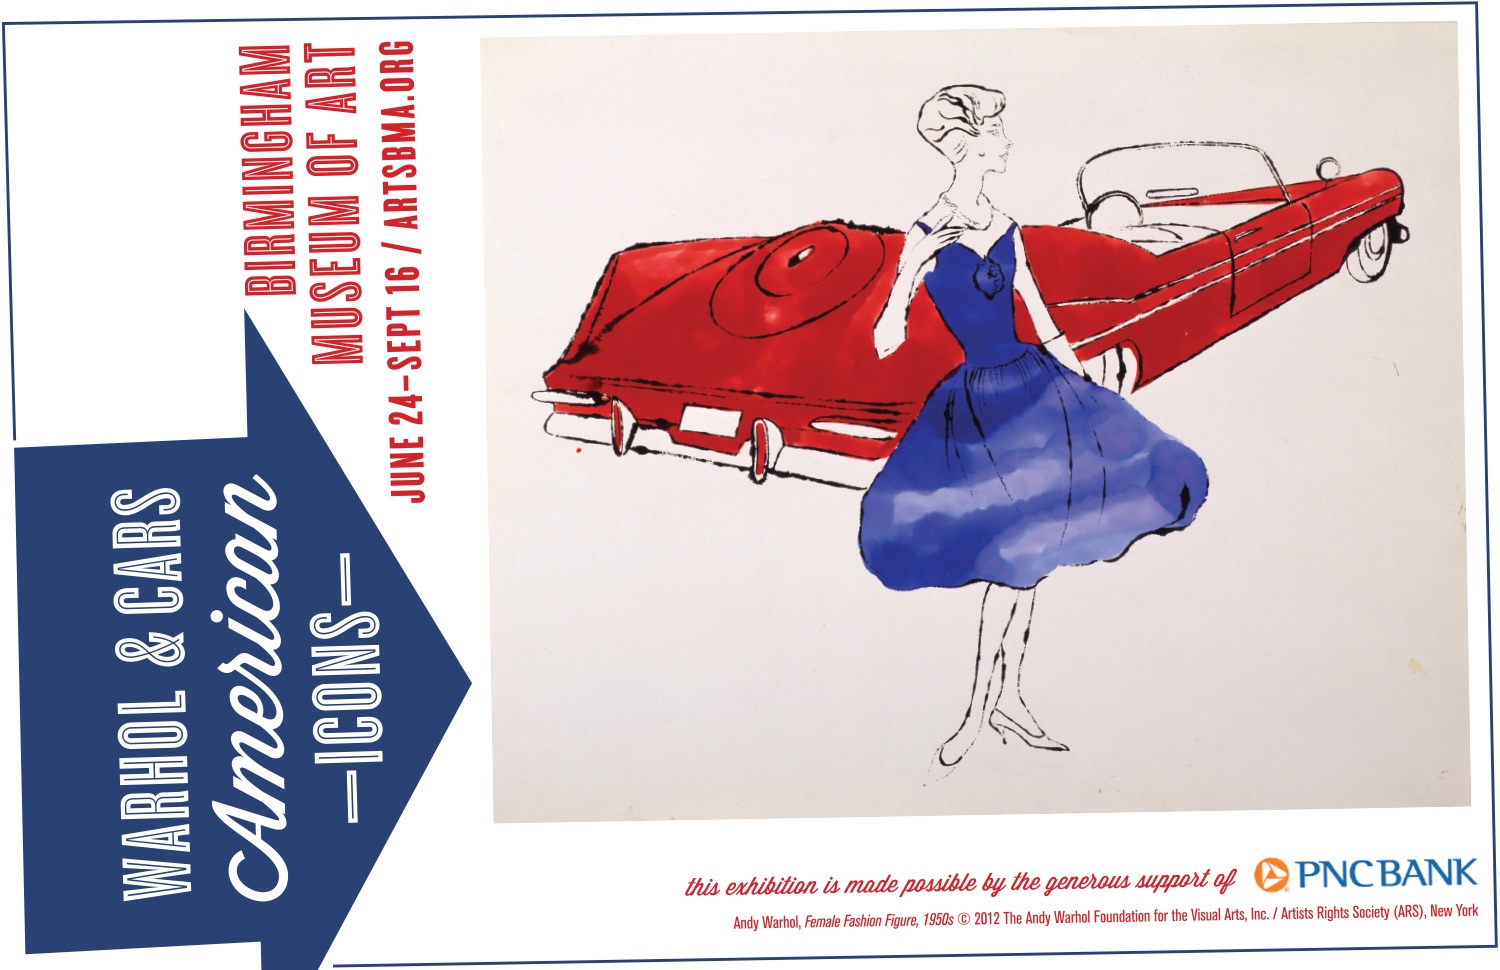 WARHOL & CARS
American
ICONS
BIRMINGHAM
MUSEUM OF ART
JUNE 24–SEPT 16 / ARTSBMA.ORG
this exhibition is made possible by the generous support of PNCBANK
Andy Warhol, Female Fashion Figure, 1950s © 2012 The Andy Warhol Foundation for the Visual Arts, Inc. / Artists Rights Society (ARS), New York